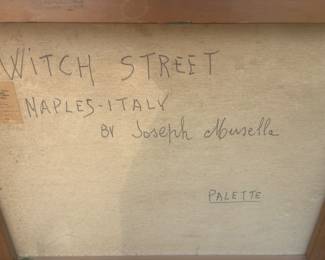 WITCH STREET
NAPLES-ITALY
BY Joseph Musella
PALETTE